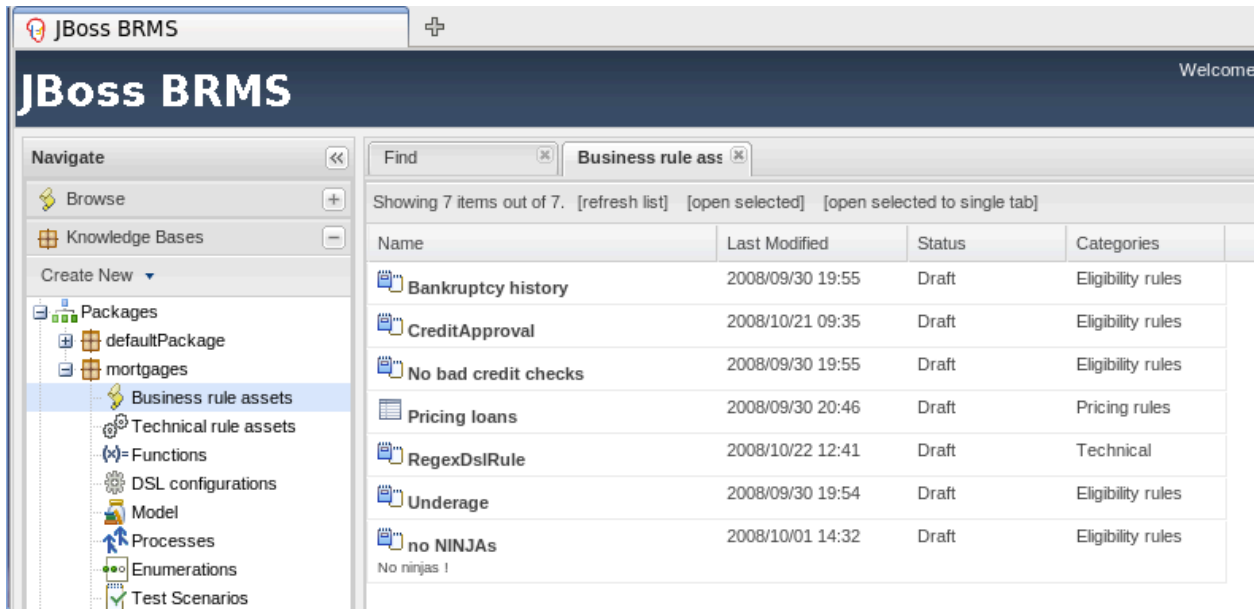 JBoss BRMS
JBoss BRMS
Welcome
Navigate
Browse
Knowledge Bases
Create New
Packages
defaultPackage
mortgages
Business rule assets
Technical rule assets
Functions
DSL configurations
Model
Processes
Enumerations
Test Scenarios
Find Business rule ass
Showing 7 items out of 7. [refresh list] [open selected] [open selected to single tab]
Name Last Modified Status Categories
Bankruptcy history 2008/09/30 19:55 Draft Eligibility rules
CreditApproval 2008/10/21 09:35 Draft Eligibility rules
No bad credit checks 2008/09/30 19:55 Draft Eligibility rules
Pricing loans 2008/09/30 20:46 Draft Pricing rules
RegexDslRule 2008/10/22 12:41 Draft Technical
Underage 2008/09/30 19:54 Draft Eligibility rules
no NINJAs 2008/10/01 14:32 Draft Eligibility rules
No ninjas !